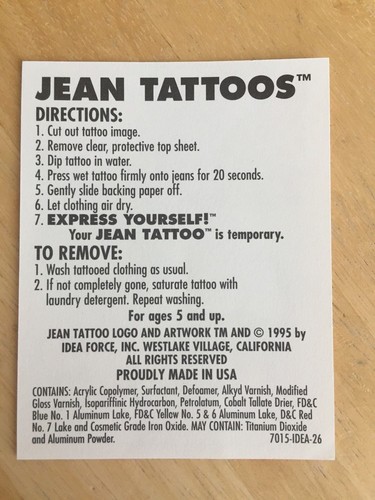 JEAN TATTOOS™
DIRECTIONS:
1. Cut out tattoo image.
2. Remove clear, protective top sheet.
3. Dip tattoo in water.
4. Press wet tattoo firmly onto jeans for 20 seconds.
5. Gently slide backing paper off.
6. Let clothing air dry.
7. EXPRESS YOURSELF!™
Your JEAN TATTOO™ is temporary.
TO REMOVE:
1. Wash tattooed clothing as usual.
2. If not completely gone, saturate tattoo with
laundry detergent. Repeat washing.
For ages 5 and up.
JEAN TATTOO LOGO AND ARTWORK TM AND © 1995 by
IDEA FORCE, INC. WESTLAKE VILLAGE, CALIFORNIA
ALL RIGHTS RESERVED
PROUDLY MADE IN USA
CONTAINS: Acrylic Copolymer, Surfactant, Defoamer, Alkyd Varnish, Modified
Gloss Varnish, Isopariffinic Hydrocarbon, Petrolatum, Cobalt Tallate Drier, FD&C
Blue No. 1 Aluminum Lake, FD&C Yellow No. 5 & 6 Aluminum Lake, D&C Red
No. 7 Lake and Cosmetic Grade Iron Oxide. MAY CONTAIN: Titanium Dioxide
and Aluminum Powder. 7015-IDEA-26